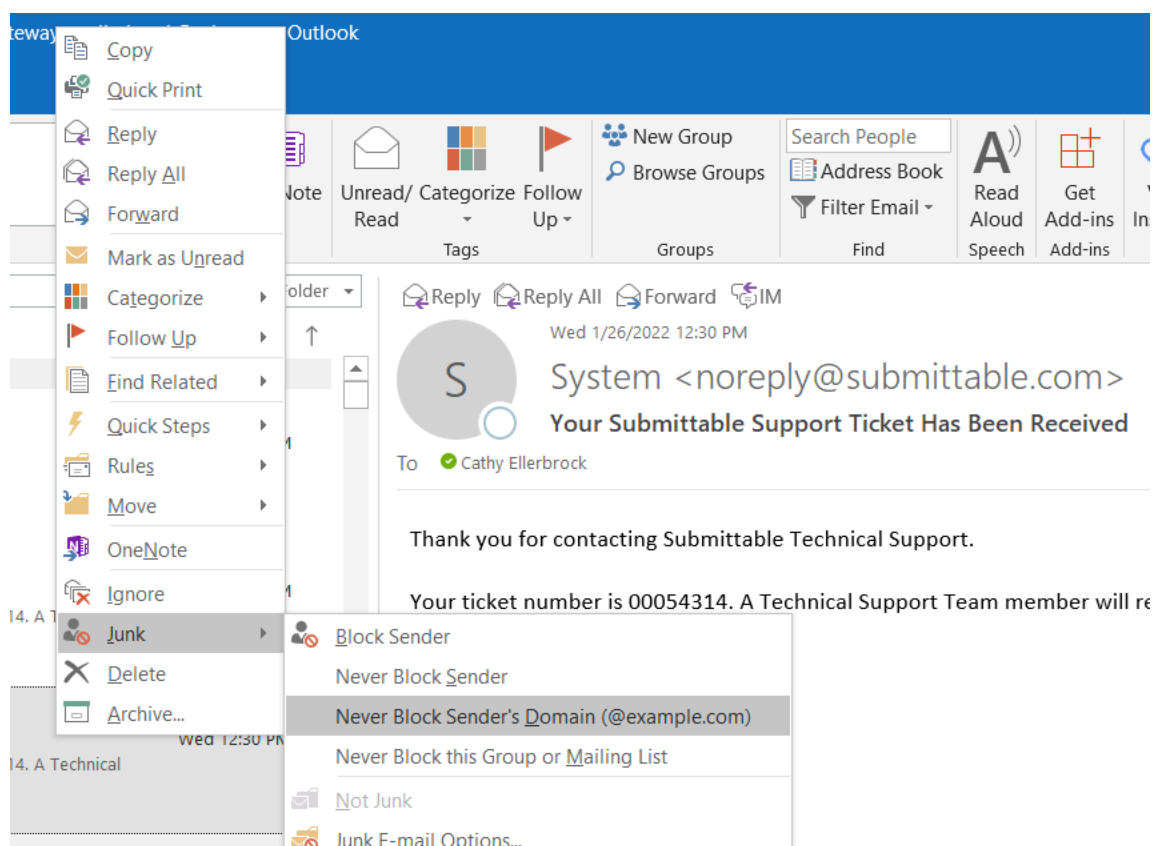 Outlook
Copy
Quick Print
Reply
Reply All
Forward
Mark as Unread
Categorize
Follow Up
Find Related
Quick Steps
Rules
Move
OneNote
Ignore
Junk
Delete
Archive...
Block Sender
Never Block Sender
Never Block Sender's Domain (@example.com)
Never Block this Group or Mailing List
Not Junk
Junk E-mail Options...
Note
Unread/ Read
Categorize
Follow Up
Tags
New Group
Browse Groups
Groups
Search People
Address Book
Filter Email
Find
Read Aloud
Speech
Get Add-ins
Add-ins
Reply Reply All Forward IM
Wed 1/26/2022 12:30 PM
S
System <noreply@submittable.com>
Your Submittable Support Ticket Has Been Received
To Cathy Ellerbrock
Thank you for contacting Submittable Technical Support.
Your ticket number is 00054314. A Technical Support Team member will
14. A
Wed 12:30
14. A Technical